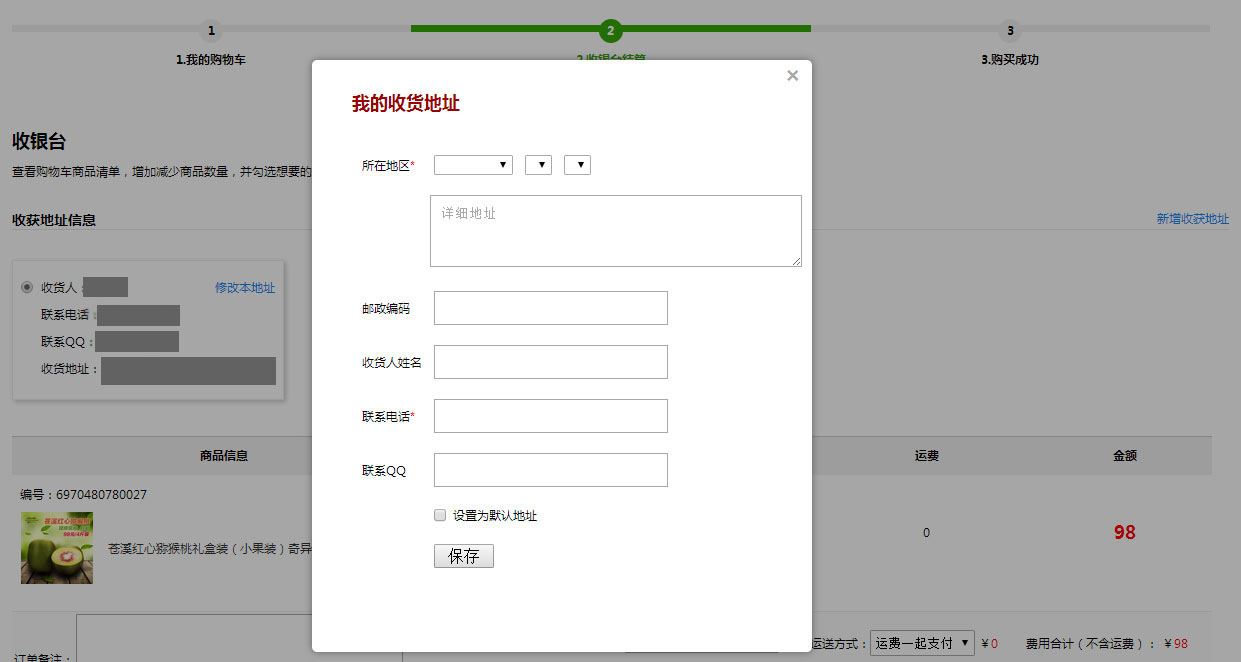 1
2
3
1.我的购物车
2.收银台结算
3.购买成功
收银台
查看购物车商品清单，增加减少商品数量，并勾选想要的
收获地址信息
新增收获地址
收货人：
修改本地址
联系电话：
联系QQ：
收货地址：
×
我的收货地址
所在地区*
详细地址
邮政编码
收货人姓名
联系电话*
联系QQ
设置为默认地址
保存
商品信息
运费
金额
编号：6970480780027
苍溪红心猕猴桃礼盒装（小果装）奇异
0
98
订单备注：
运送方式：
运费一起支付
￥0
费用合计（不含运费）：
￥98